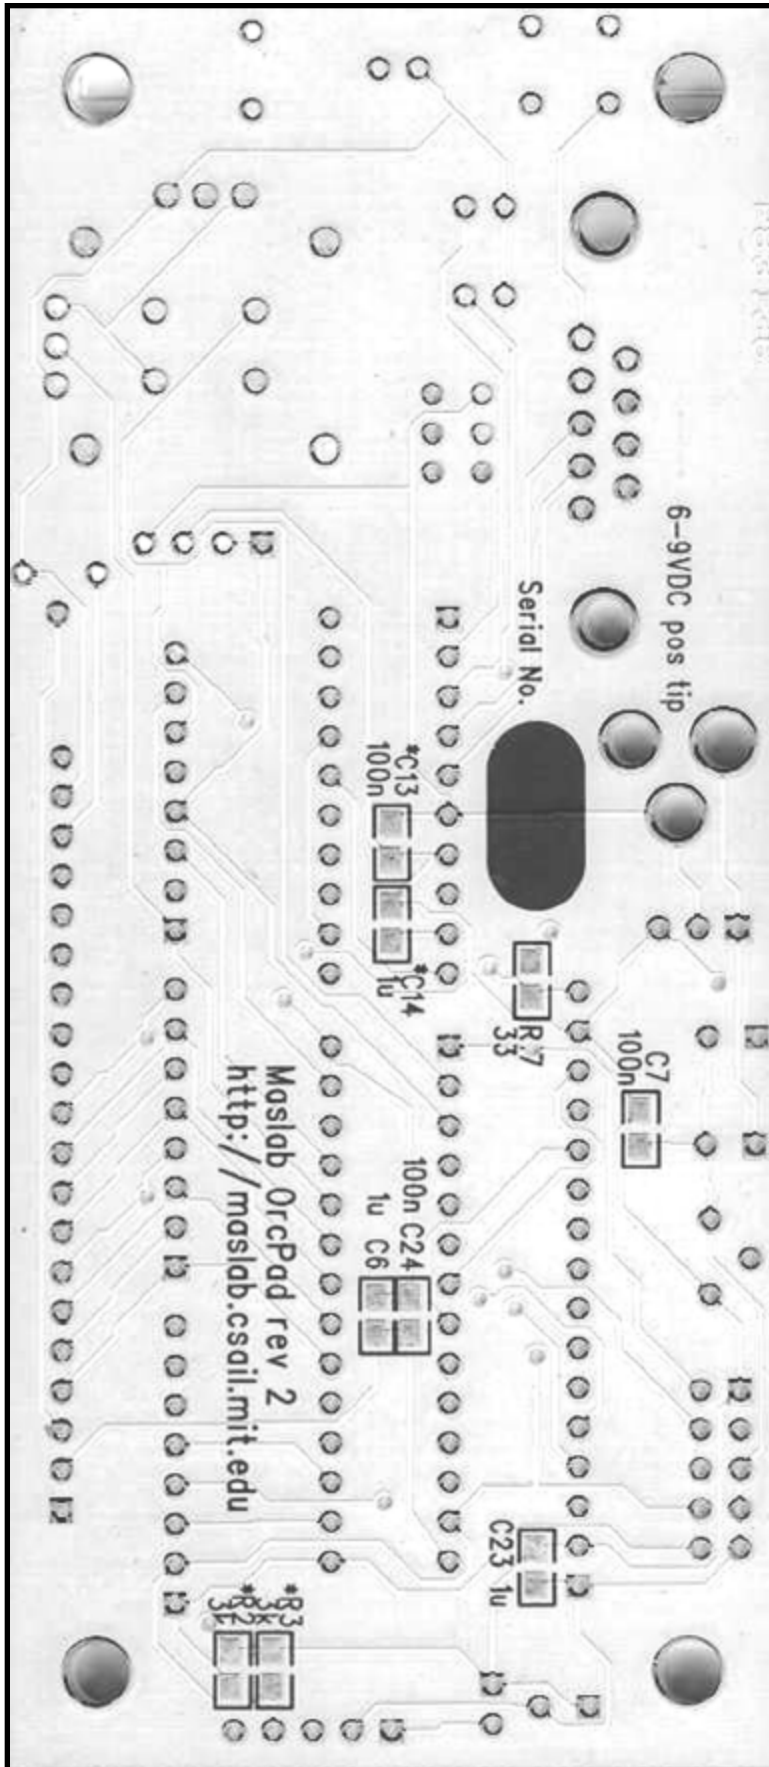 6-9VDC pos tip
Serial No.
*C13
100n
*C14
1u
33
C7
100n
Maslab OrcPad rev 2
http://maslab.csail.mit.edu
100n C24
1u C6
C23 1u
*R3
3k
*R2